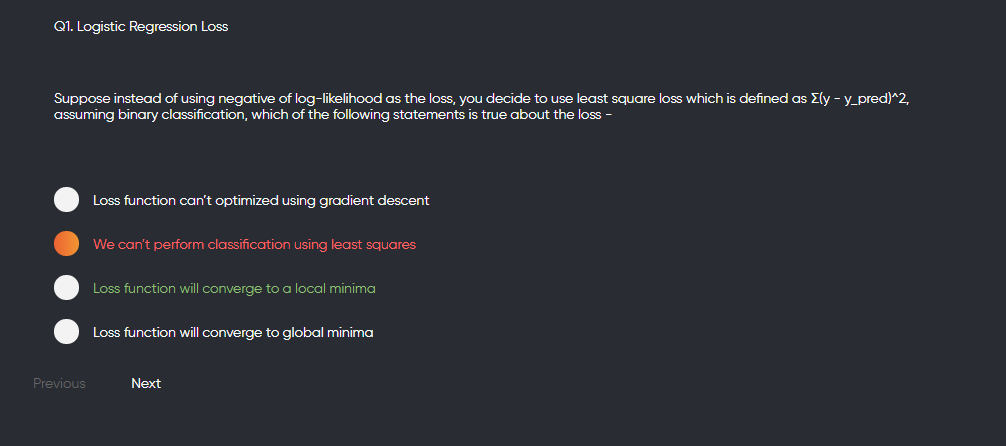 Q1. Logistic Regression Loss
Suppose instead of using negative of log-likelihood as the loss, you decide to use least square loss which is defined as Σ(y - y_pred)^2,
assuming binary classification, which of the following statements is true about the loss -
Loss function can't optimized using gradient descent
We can't perform classification using least squares
Loss function will converge to a local minima
Loss function will converge to global minima
Previous Next